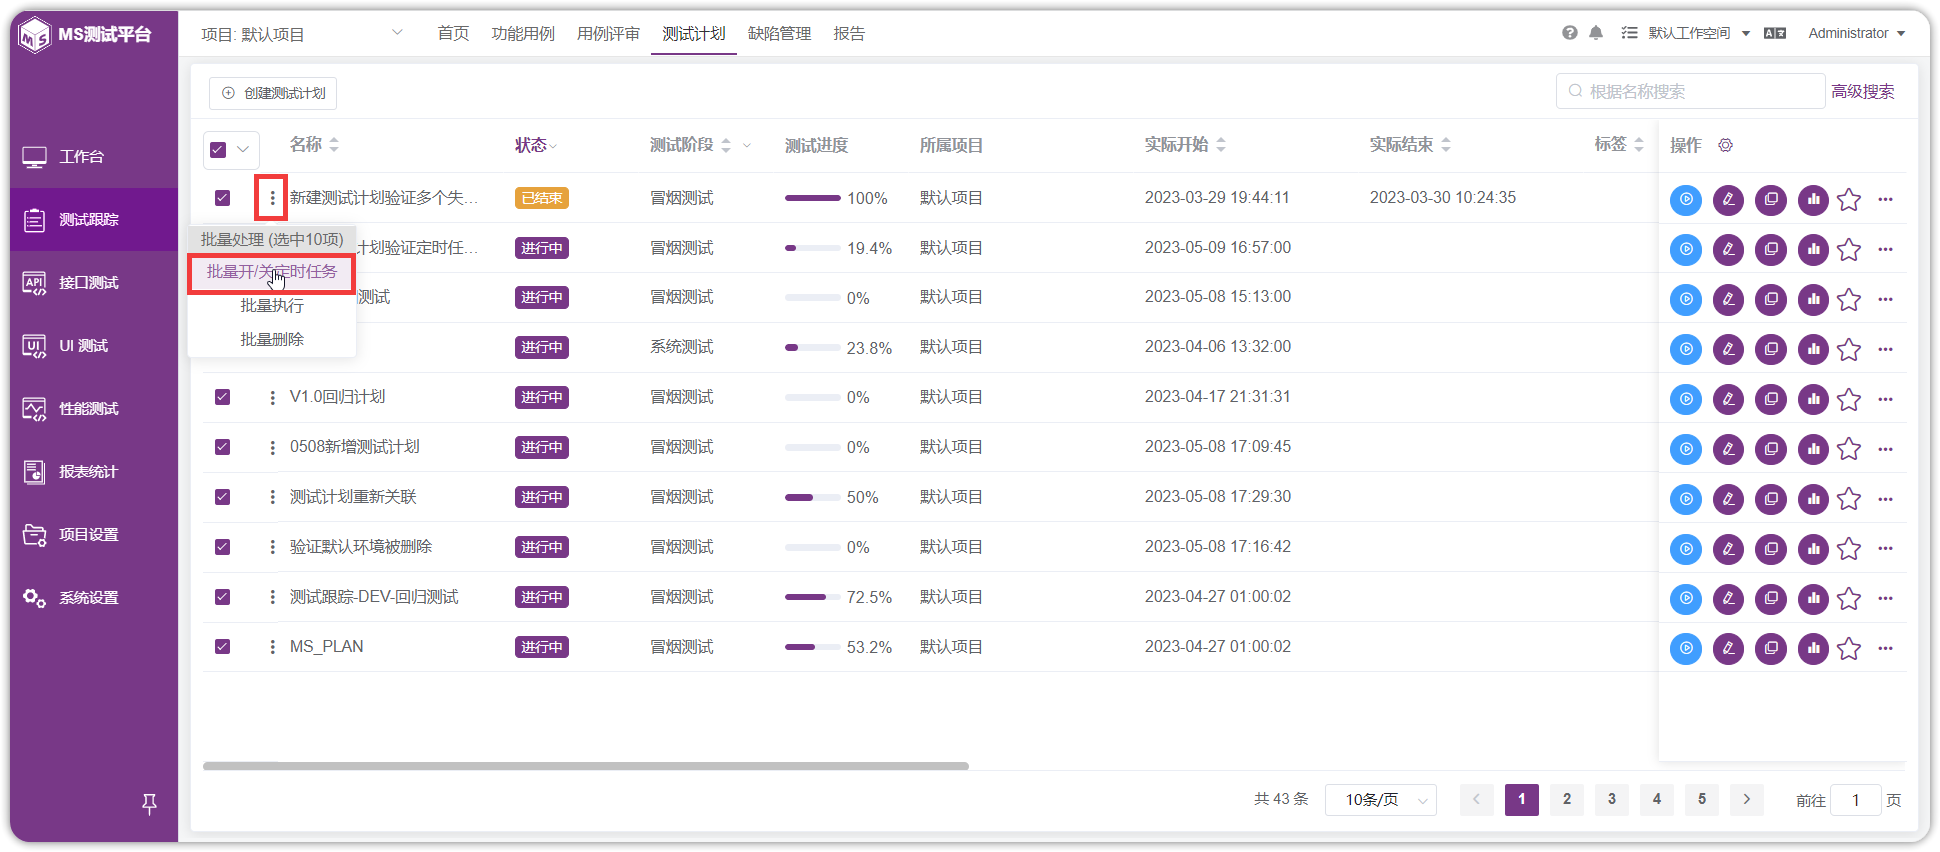 MS测试平台
项目: 默认项目
首页 功能用例 用例评审 测试计划 缺陷管理 报告
默认工作空间
Administrator
工作台
测试跟踪
接口测试
UI 测试
性能测试
报表统计
项目设置
系统设置
创建测试计划
根据名称搜索
高级搜索
名称 状态 测试阶段 测试进度 所属项目 实际开始 实际结束 标签 操作
新建测试计划验证多个失... 已结束 冒烟测试 100% 默认项目 2023-03-29 19:44:11 2023-03-30 10:24:35
计划验证定时任... 进行中 冒烟测试 19.4% 默认项目 2023-05-09 16:57:00
测试 进行中 冒烟测试 0% 默认项目 2023-05-08 15:13:00
进行中 系统测试 23.8% 默认项目 2023-04-06 13:32:00
批量处理 (选中10项)
批量开/关定时任务
批量执行
批量删除
V1.0回归计划 进行中 冒烟测试 0% 默认项目 2023-04-17 21:31:31
0508新增测试计划 进行中 冒烟测试 0% 默认项目 2023-05-08 17:09:45
测试计划重新关联 进行中 冒烟测试 50% 默认项目 2023-05-08 17:29:30
验证默认环境被删除 进行中 冒烟测试 0% 默认项目 2023-05-08 17:16:42
测试跟踪-DEV-回归测试 进行中 冒烟测试 72.5% 默认项目 2023-04-27 01:00:02
MS_PLAN 进行中 冒烟测试 53.2% 默认项目 2023-04-27 01:00:02
共 43 条 10条/页 1 2 3 4 5 前往 1 页